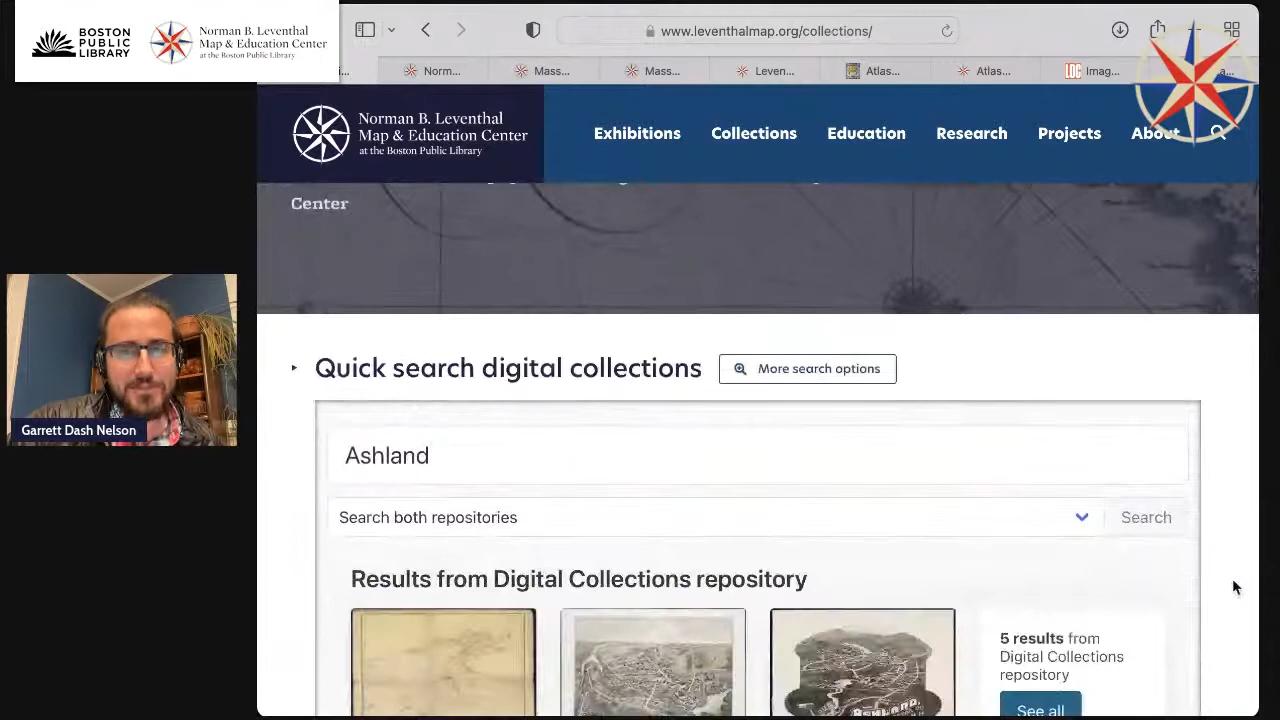 BOSTON
PUBLIC
LIBRARY
Norman B. Leventhal
Map & Education Center
at the Boston Public Library
www.leventhalmap.org/collections/
Norm...
Mass...
Mass...
Leven...
Atlas...
Atlas...
LOC Imag...
Norman B. Leventhal
Map & Education Center
at the Boston Public Library
Exhibitions
Collections
Education
Research
Projects
About
Center
Quick search digital collections
More search options
Ashland
Search both repositories
Search
Results from Digital Collections repository
5 results from
Digital Collections
repository
See all
Garrett Dash Nelson